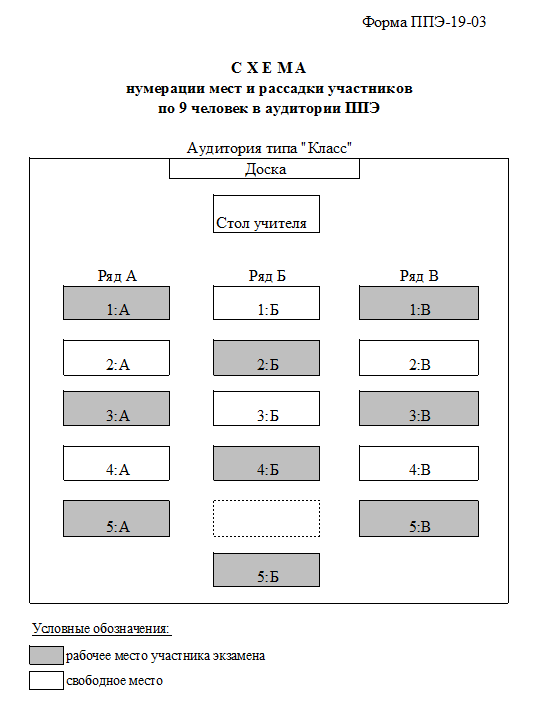 Форма ППЭ-19-03
С Х Е М А
нумерации мест и рассадки участников
по 9 человек в аудитории ППЭ
Аудитория типа "Класс"
Доска
Стол учителя
Ряд А Ряд Б Ряд В
1:А 1:Б 1:В
2:А 2:Б 2:В
3:А 3:Б 3:В
4:А 4:Б 4:В
5:А 5:В
5:Б
Условные обозначения:
рабочее место участника экзамена
свободное место